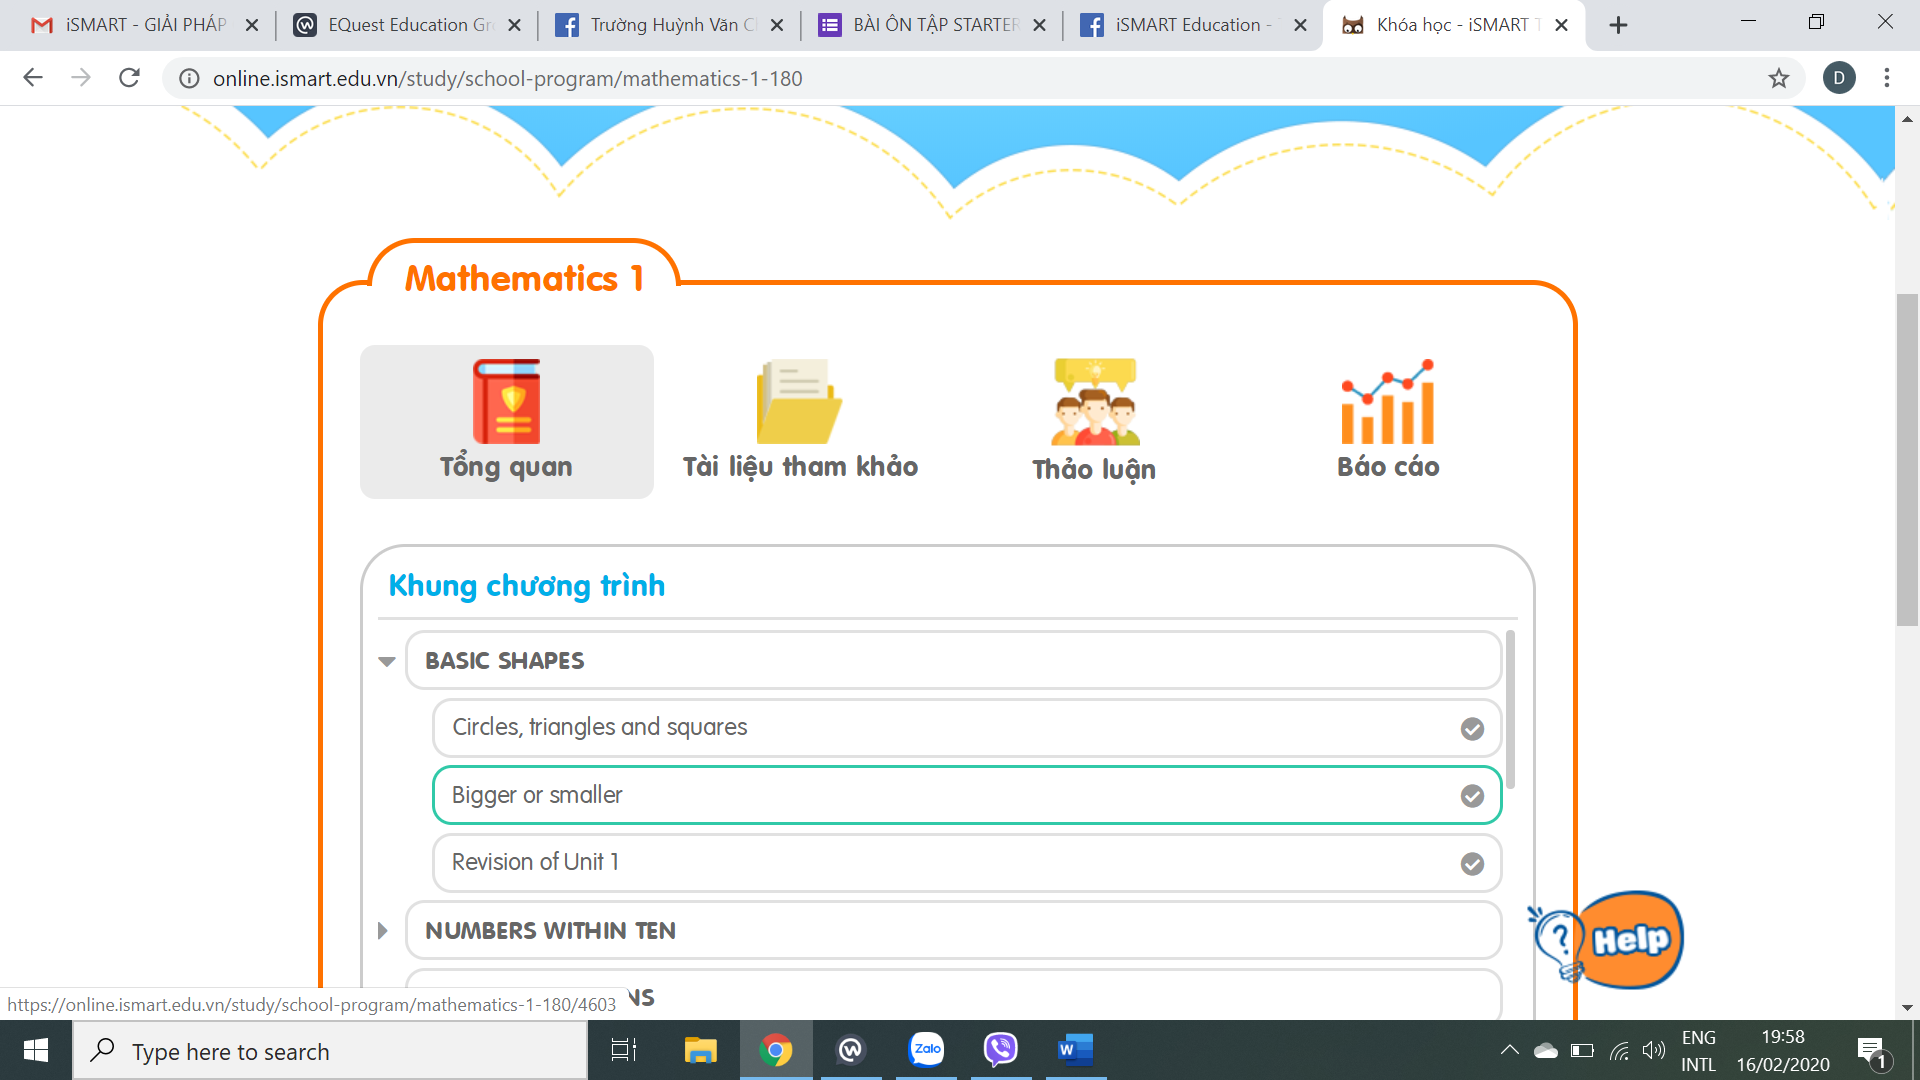 iSMART - GIẢI PHÁP
EQuest Education Gr
Trường Huỳnh Văn Ch
BÀI ÔN TẬP STARTER
iSMART Education -
Khóa học - iSMART T
online.ismart.edu.vn/study/school-program/mathematics-1-180
D
Mathematics 1
Tổng quan
Tài liệu tham khảo
Thảo luận
Báo cáo
Khung chương trình
BASIC SHAPES
Circles, triangles and squares
Bigger or smaller
Revision of Unit 1
NUMBERS WITHIN TEN
Help
NS
https://online.ismart.edu.vn/study/school-program/mathematics-1-180/4603
Type here to search
Zalo
W
ENG
INTL
19:58
16/02/2020
1